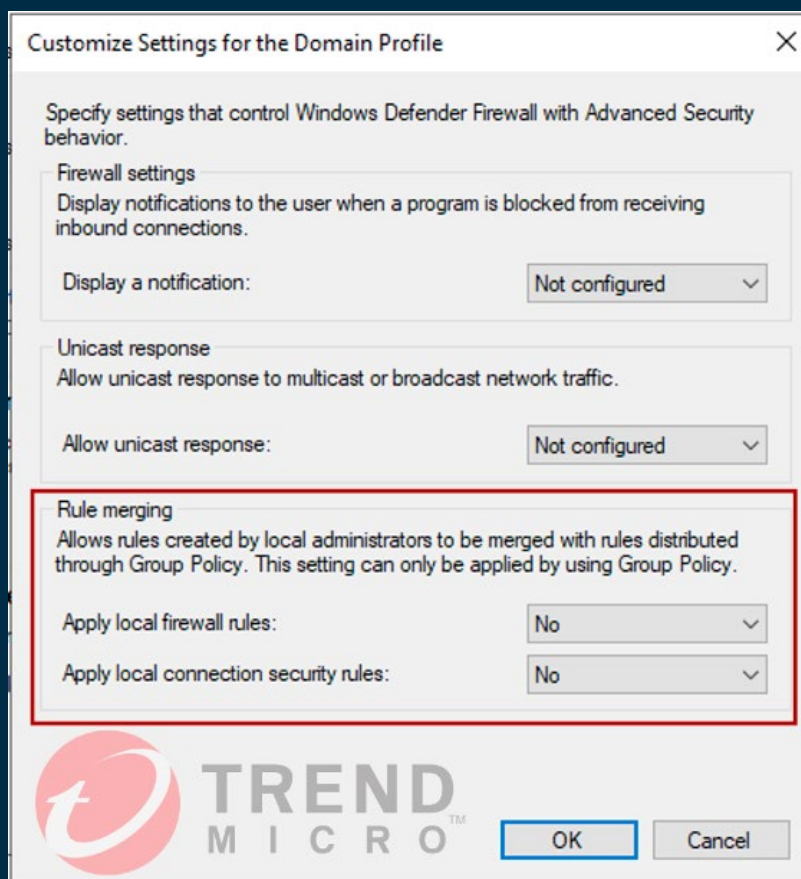 Customize Settings for the Domain Profile
Specify settings that control Windows Defender Firewall with Advanced Security
behavior.
Firewall settings
Display notifications to the user when a program is blocked from receiving
inbound connections.
Display a notification:
Not configured
Unicast response
Allow unicast response to multicast or broadcast network traffic.
Allow unicast response:
Not configured
Rule merging
Allows rules created by local administrators to be merged with rules distributed
through Group Policy. This setting can only be applied by using Group Policy.
Apply local firewall rules:
No
Apply local connection security rules:
No
TREND
MICRO™
OK
Cancel